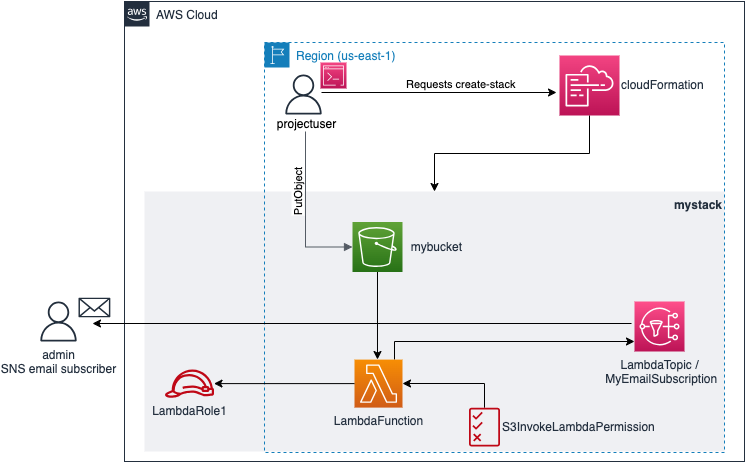 aws
AWS Cloud
Region (us-east-1)
Requests create-stack
cloudFormation
projectuser
PutObject
mystack
mybucket
admin
SNS email subscriber
LambdaTopic /
MyEmailSubscription
LambdaRole1
LambdaFunction
S3InvokeLambdaPermission